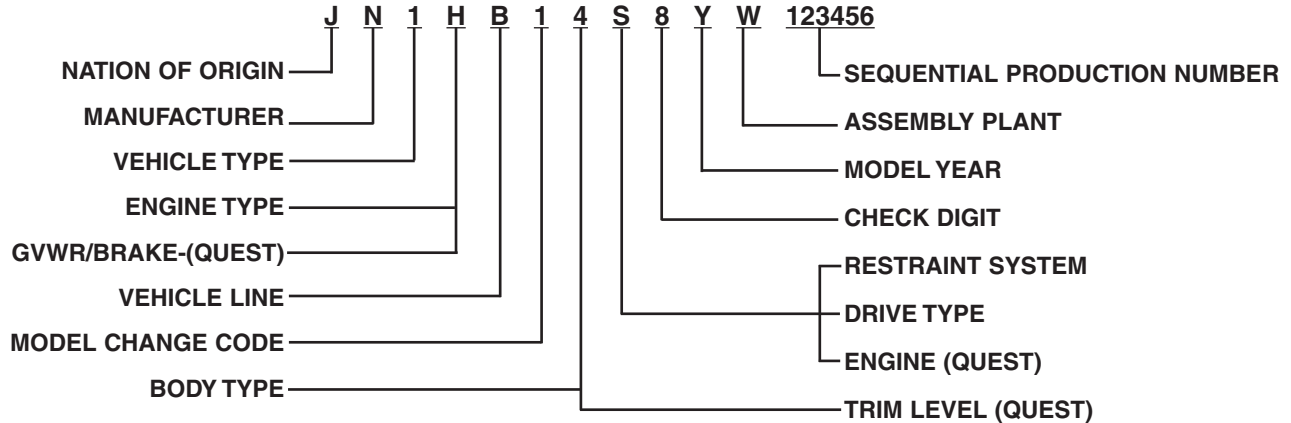 J N 1 H B 1 4 S 8 Y W 123456
NATION OF ORIGIN
MANUFACTURER
VEHICLE TYPE
ENGINE TYPE
GVWR/BRAKE-(QUEST)
VEHICLE LINE
MODEL CHANGE CODE
BODY TYPE
SEQUENTIAL PRODUCTION NUMBER
ASSEMBLY PLANT
MODEL YEAR
CHECK DIGIT
RESTRAINT SYSTEM
DRIVE TYPE
ENGINE (QUEST)
TRIM LEVEL (QUEST)